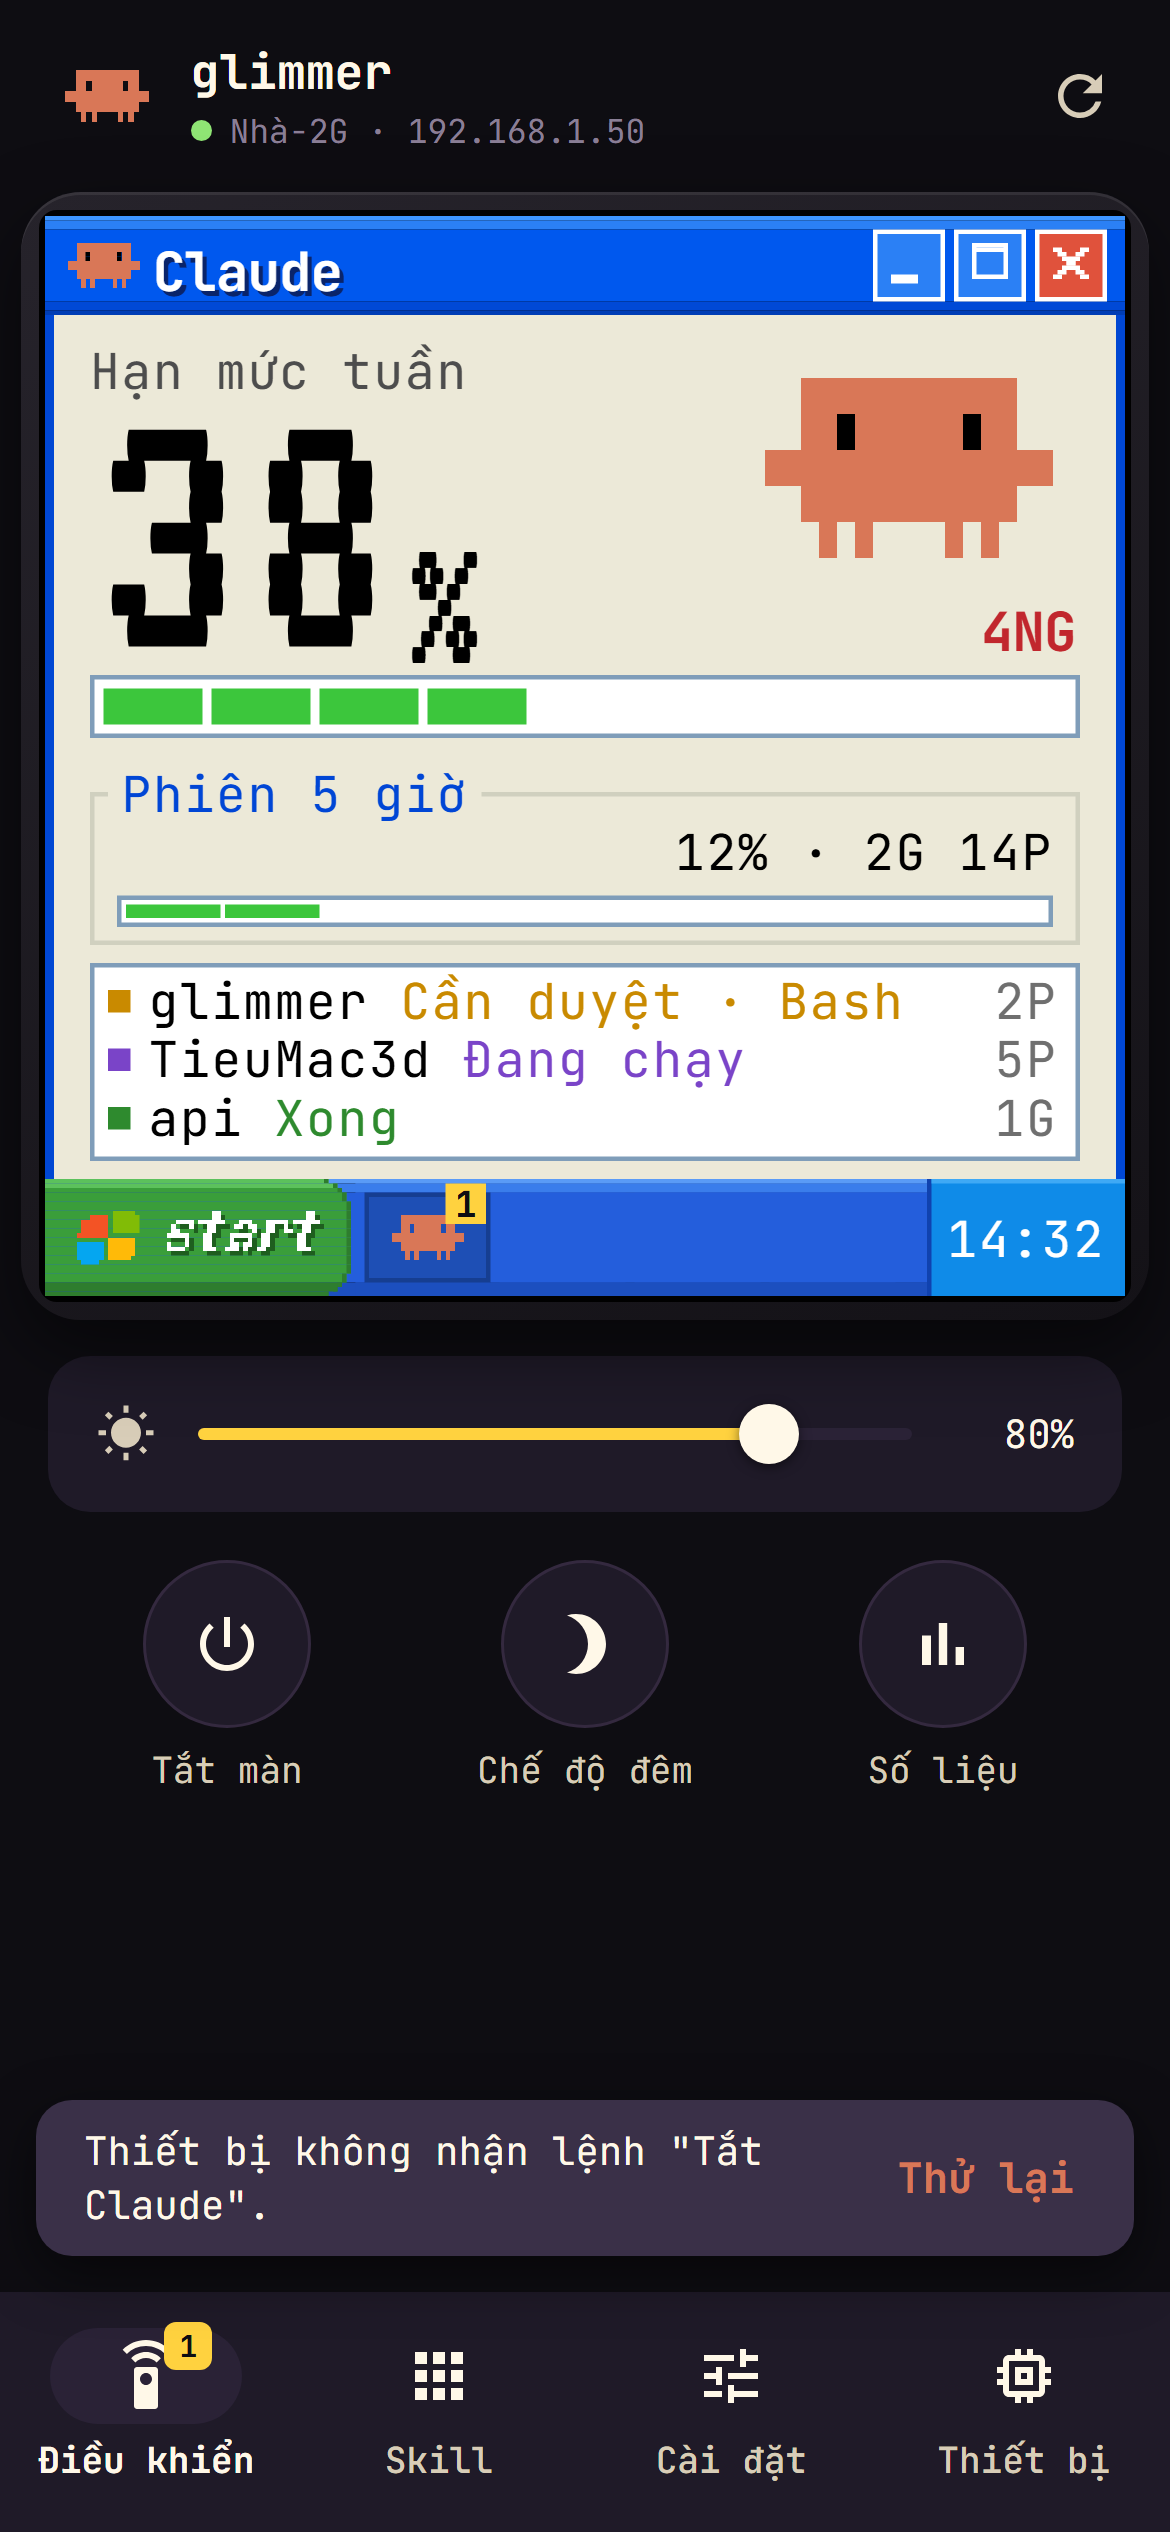 glimmer
Nhà-2G · 192.168.1.50
Claude
Hạn mức tuần
38%
4NG
Phiên 5 giờ
12% · 2G 14P
glimmer Cần duyệt · Bash 2P
TieuMac3d Đang chạy 5P
api Xong 1G
start
1
14:32
80%
Tắt màn
Chế độ đêm
Số liệu
Thiết bị không nhận lệnh "Tắt
Claude".
Thử lại
1
Điều khiển
Skill
Cài đặt
Thiết bị